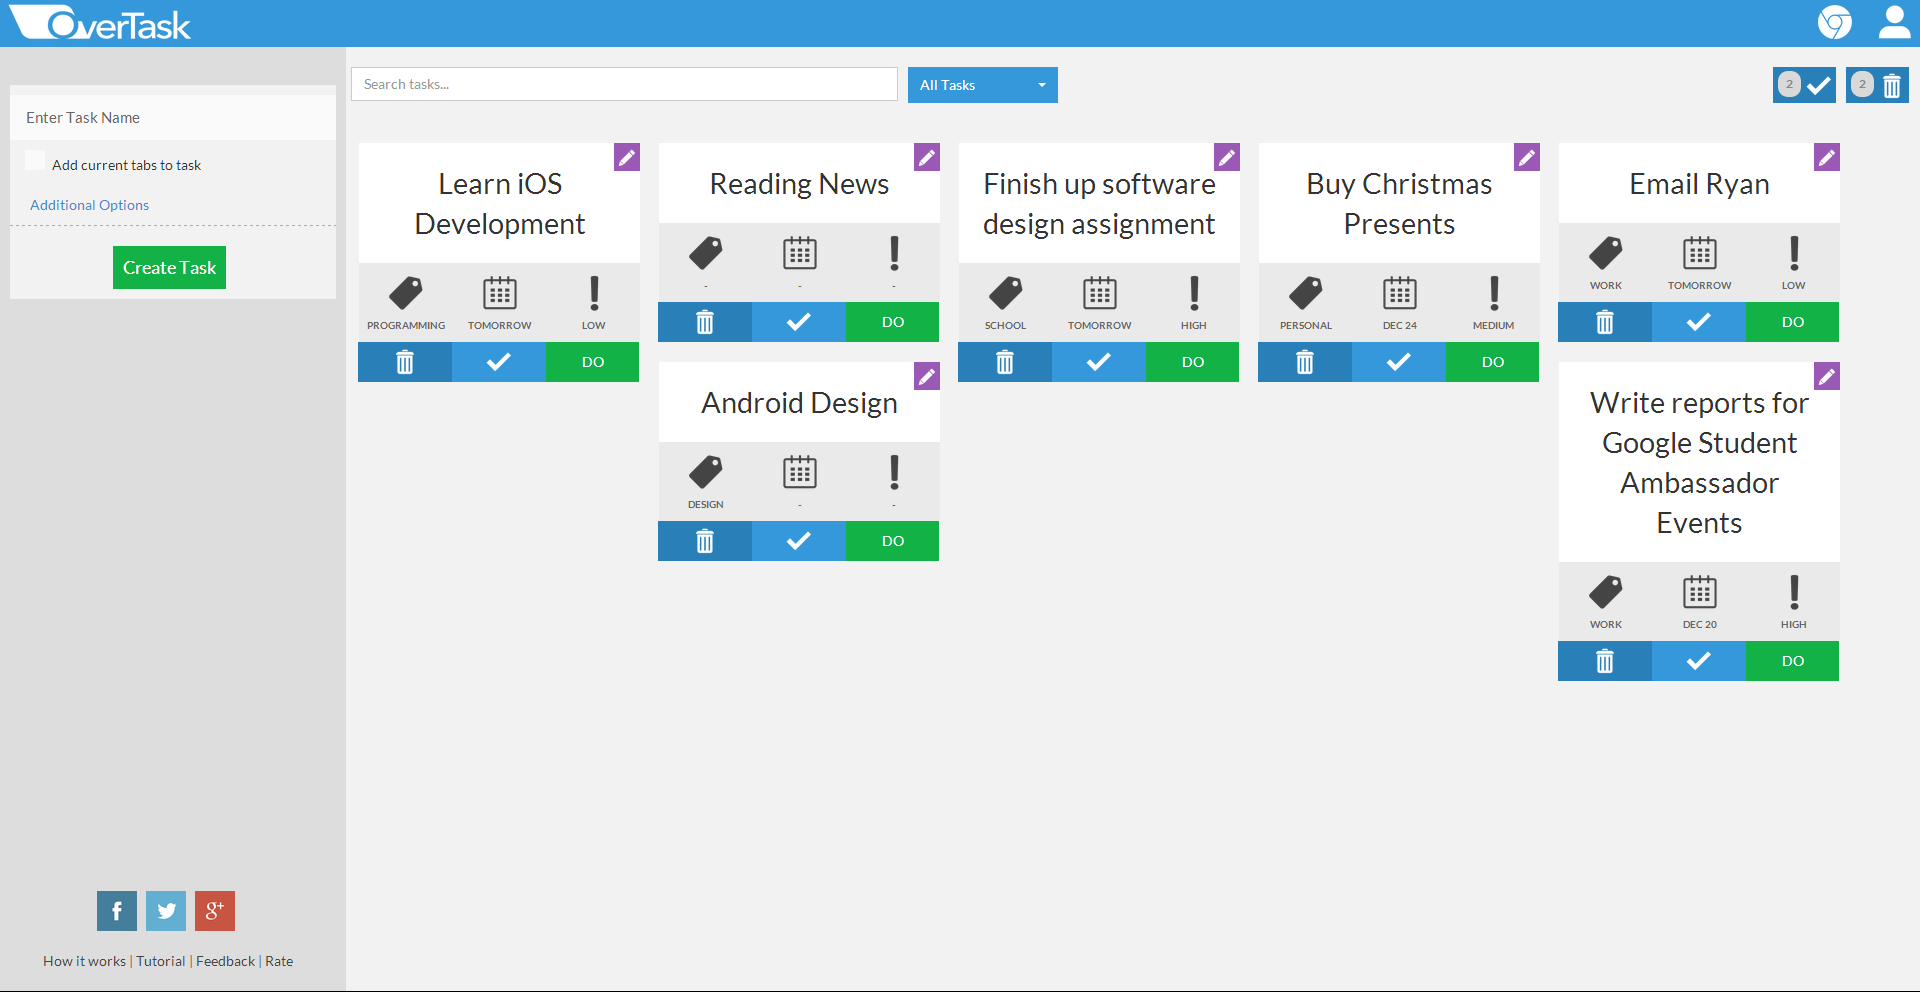 OverTask
Enter Task Name
Add current tabs to task
Additional Options
Create Task
Search tasks...
All Tasks
2
2
Learn iOS
Development
PROGRAMMING TOMORROW LOW
DO
Reading News
- - -
DO
Android Design
DESIGN - -
DO
Finish up software
design assignment
SCHOOL TOMORROW HIGH
DO
Buy Christmas
Presents
PERSONAL DEC 24 MEDIUM
DO
Email Ryan
WORK TOMORROW LOW
DO
Write reports for
Google Student
Ambassador
Events
WORK DEC 20 HIGH
DO
f g+
How it works | Tutorial | Feedback | Rate